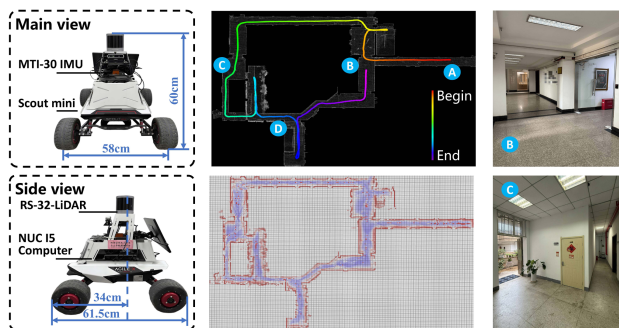 Main view
MTI-30 IMU
Scout mini
60cm
58cm
C
B
A
D
Begin
End
B
Side view
RS-32-LiDAR
NUC I5
Computer
34cm
61.5cm
C